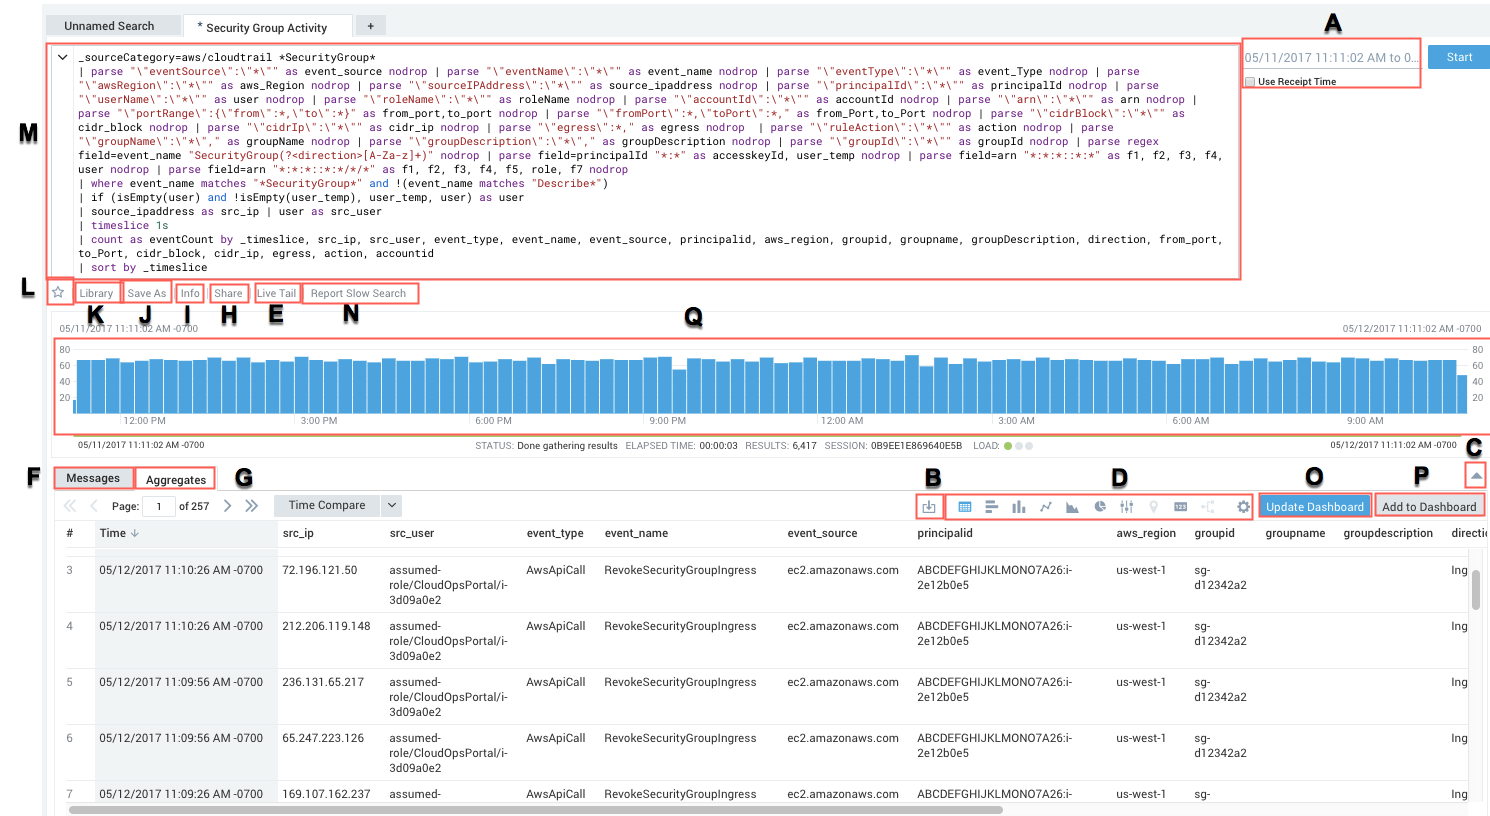 Unnamed Search
* Security Group Activity
+
A
_sourceCategory=aws/cloudtrail *SecurityGroup*
| parse "\"eventSource\":\"*\"" as event_source nodrop | parse "\"eventName\":\"*\"" as event_name nodrop | parse "\"eventType\":\"*\"" as event_Type nodrop | parse
"\"awsRegion\":\"*\"" as aws_Region nodrop | parse "\"sourceIPAddress\":\"*\"" as source_ipaddress nodrop | parse "\"principalId\":\"*\"" as principalId nodrop | parse
"\"userName\":\"*\"" as user nodrop | parse "\"roleName\":\"*\"" as roleName nodrop | parse "\"accountId\":\"*\"" as accountId nodrop | parse "\"arn\":\"*\"" as arn nodrop |
parse "\"portRange\":{\"from\":*,\"to\":*}" as from_port,to_port nodrop | parse "\"fromPort\":*,\"toPort\":*," as from_Port,to_Port nodrop | parse "\"cidrBlock\":\"*\"" as
cidr_block nodrop | parse "\"cidrIp\":\"*\"" as cidr_ip nodrop | parse "\"egress\":*," as egress nodrop | parse "\"ruleAction\":\"*\"" as action nodrop | parse
"\"groupName\":\"*\"," as groupName nodrop | parse "\"groupDescription\":\"*\"," as groupDescription nodrop | parse "\"groupId\":\"*\"" as groupId nodrop | parse regex
field=event_name "SecurityGroup(?<direction>[A-Za-z]+)" nodrop | parse field=principalId "*:*" as accesskeyId, user_temp nodrop | parse field=arn "*:*:*::*:*" as f1, f2, f3, f4,
user nodrop | parse field=arn "*:*:*::*:*/*/*" as f1, f2, f3, f4, f5, role, f7 nodrop
| where event_name matches "*SecurityGroup*" and !(event_name matches "Describe*")
| if (isEmpty(user) and !isEmpty(user_temp), user_temp, user) as user
| source_ipaddress as src_ip | user as src_user
| timeslice 1s
| count as eventCount by _timeslice, src_ip, src_user, event_type, event_name, event_source, principalid, aws_region, groupid, groupname, groupDescription, direction, from_port,
to_Port, cidr_block, cidr_ip, egress, action, accountid
| sort by _timeslice
05/11/2017 11:11:02 AM to 0...
Start
Use Receipt Time
M
L
Library
Save As
Info
Share
Live Tail
Report Slow Search
K J I H E N Q
05/11/2017 11:11:02 AM -0700
05/12/2017 11:11:02 AM -0700
80 80
60 60
40 40
20 20
12:00 PM 3:00 PM 6:00 PM 9:00 PM 12:00 AM 3:00 AM 6:00 AM 9:00 AM
05/11/2017 11:11:02 AM -0700 STATUS: Done gathering results ELAPSED TIME: 00:00:03 RESULTS: 6,417 SESSION: 0B9EE1E869640E5B LOAD: 05/12/2017 11:11:02 AM -0700
F
Messages
Aggregates
G B D O P C
Page: 1 of 257
Time Compare
123
Update Dashboard
Add to Dashboard
# Time src_ip src_user event_type event_name event_source principalid aws_region groupid groupname groupdescription directi
3 05/12/2017 11:10:26 AM -0700 72.196.121.50 assumed- AwsApiCall RevokeSecurityGroupIngress ec2.amazonaws.com ABCDEFGHIJKLMONO7A26:i- us-west-1 sg- Ing
role/CloudOpsPortal/i- 2e12b0e5 d12342a2
3d09a0e2
4 05/12/2017 11:10:26 AM -0700 212.206.119.148 assumed- AwsApiCall RevokeSecurityGroupIngress ec2.amazonaws.com ABCDEFGHIJKLMONO7A26:i- us-west-1 sg- Ing
role/CloudOpsPortal/i- 2e12b0e5 d12342a2
3d09a0e2
5 05/12/2017 11:09:56 AM -0700 236.131.65.217 assumed- AwsApiCall RevokeSecurityGroupIngress ec2.amazonaws.com ABCDEFGHIJKLMONO7A26:i- us-west-1 sg- Ing
role/CloudOpsPortal/i- 2e12b0e5 d12342a2
3d09a0e2
6 05/12/2017 11:09:56 AM -0700 65.247.223.126 assumed- AwsApiCall RevokeSecurityGroupIngress ec2.amazonaws.com ABCDEFGHIJKLMONO7A26:i- us-west-1 sg- Ing
role/CloudOpsPortal/i- 2e12b0e5 d12342a2
3d09a0e2
7 05/12/2017 11:09:26 AM -0700 169.107.162.237 assumed- AwsApiCall RevokeSecurityGroupIngress ec2.amazonaws.com ABCDEFGHIJKLMONO7A26:i- us-west-1 sg- Ing